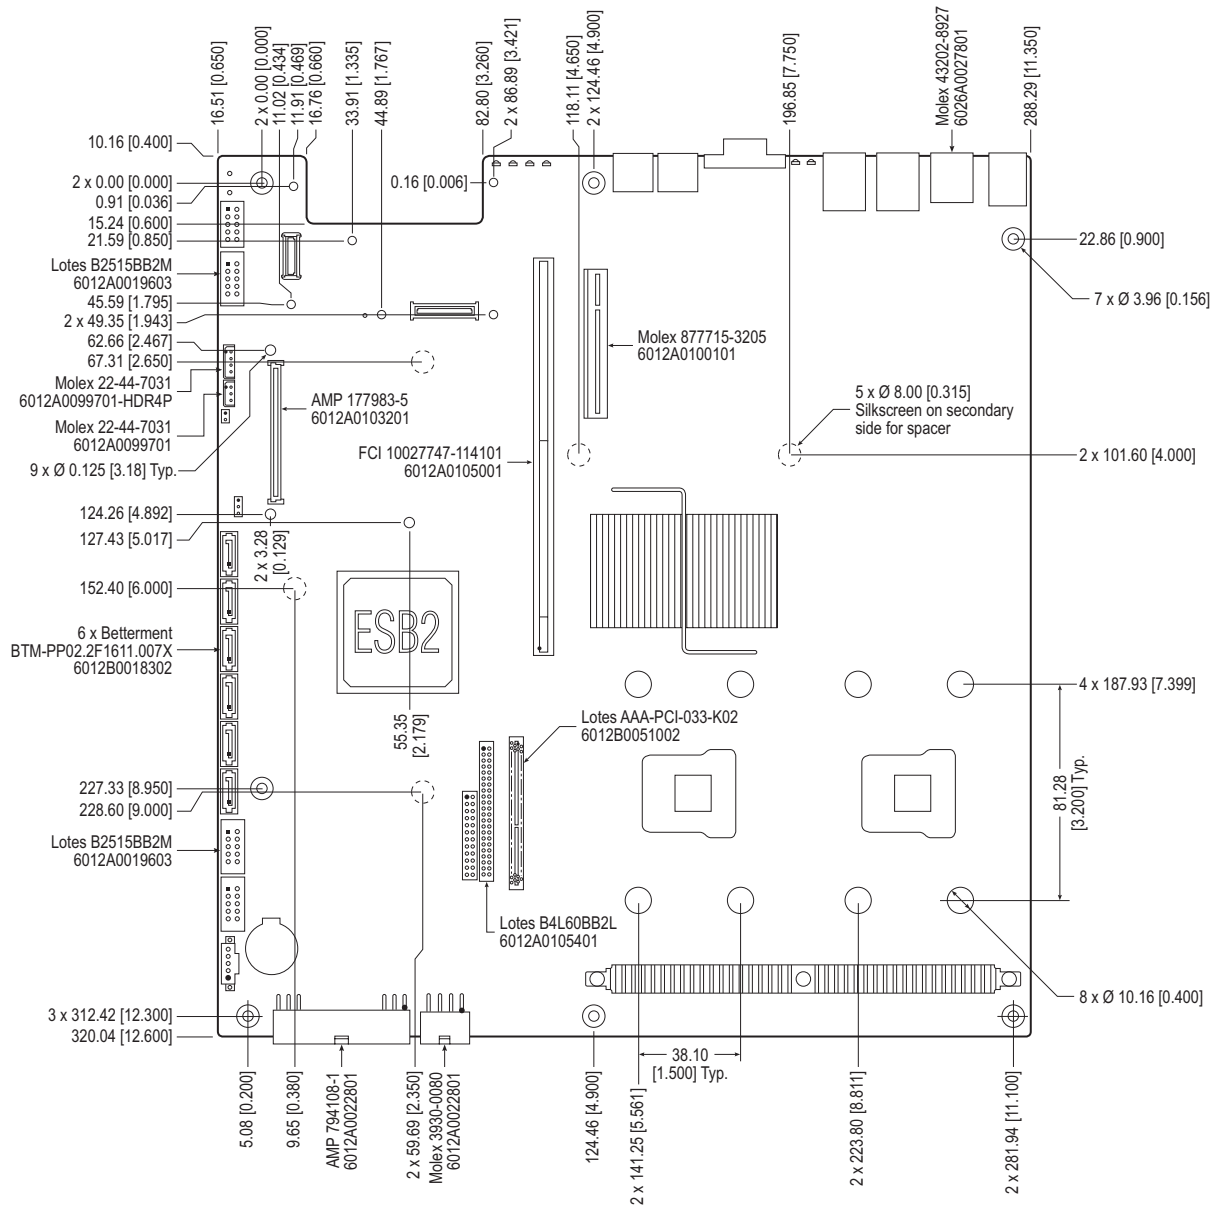 16.51 [0.650]
2 x 0.00 [0.000]
11.02 [0.434]
11.91 [0.469]
16.76 [0.660]
33.91 [1.335]
44.89 [1.767]
82.80 [3.260]
2 x 86.89 [3.421]
118.11 [4.650]
2 x 124.46 [4.900]
196.85 [7.750]
Molex 43202-8927
6026A0027801
288.29 [11.350]
10.16 [0.400]
2 x 0.00 [0.000]
0.91 [0.036]
15.24 [0.600]
21.59 [0.850]
Lotes B2515BB2M
6012A0019603
45.59 [1.795]
2 x 49.35 [1.943]
62.66 [2.467]
67.31 [2.650]
Molex 22-44-7031
6012A0099701-HDR4P
Molex 22-44-7031
6012A0099701
9 x Ø 0.125 [3.18] Typ.
124.26 [4.892]
127.43 [5.017]
152.40 [6.000]
6 x Betterment
BTM-PP02.2F1611.007X
6012B0018302
227.33 [8.950]
228.60 [9.000]
Lotes B2515BB2M
6012A0019603
3 x 312.42 [12.300]
320.04 [12.600]
0.16 [0.006]
AMP 177983-5
6012A0103201
FCI 10027747-114101
6012A0105001
Molex 877715-3205
6012A0100101
5 x Ø 8.00 [0.315]
Silkscreen on secondary
side for spacer
22.86 [0.900]
7 x Ø 3.96 [0.156]
2 x 101.60 [4.000]
2 x 3.28
[0.129]
ESB2
55.35
[2.179]
Lotes AAA-PCI-033-K02
6012B0051002
4 x 187.93 [7.399]
81.28
[3.200] Typ.
Lotes B4L60BB2L
6012A0105401
8 x Ø 10.16 [0.400]
38.10
[1.500] Typ.
5.08 [0.200]
9.65 [0.380]
AMP 794108-1
6012A0022801
2 x 59.69 [2.350]
Molex 3930-0080
6012A0022801
124.46 [4.900]
2 x 141.25 [5.561]
2 x 223.80 [8.811]
2 x 281.94 [11.100]